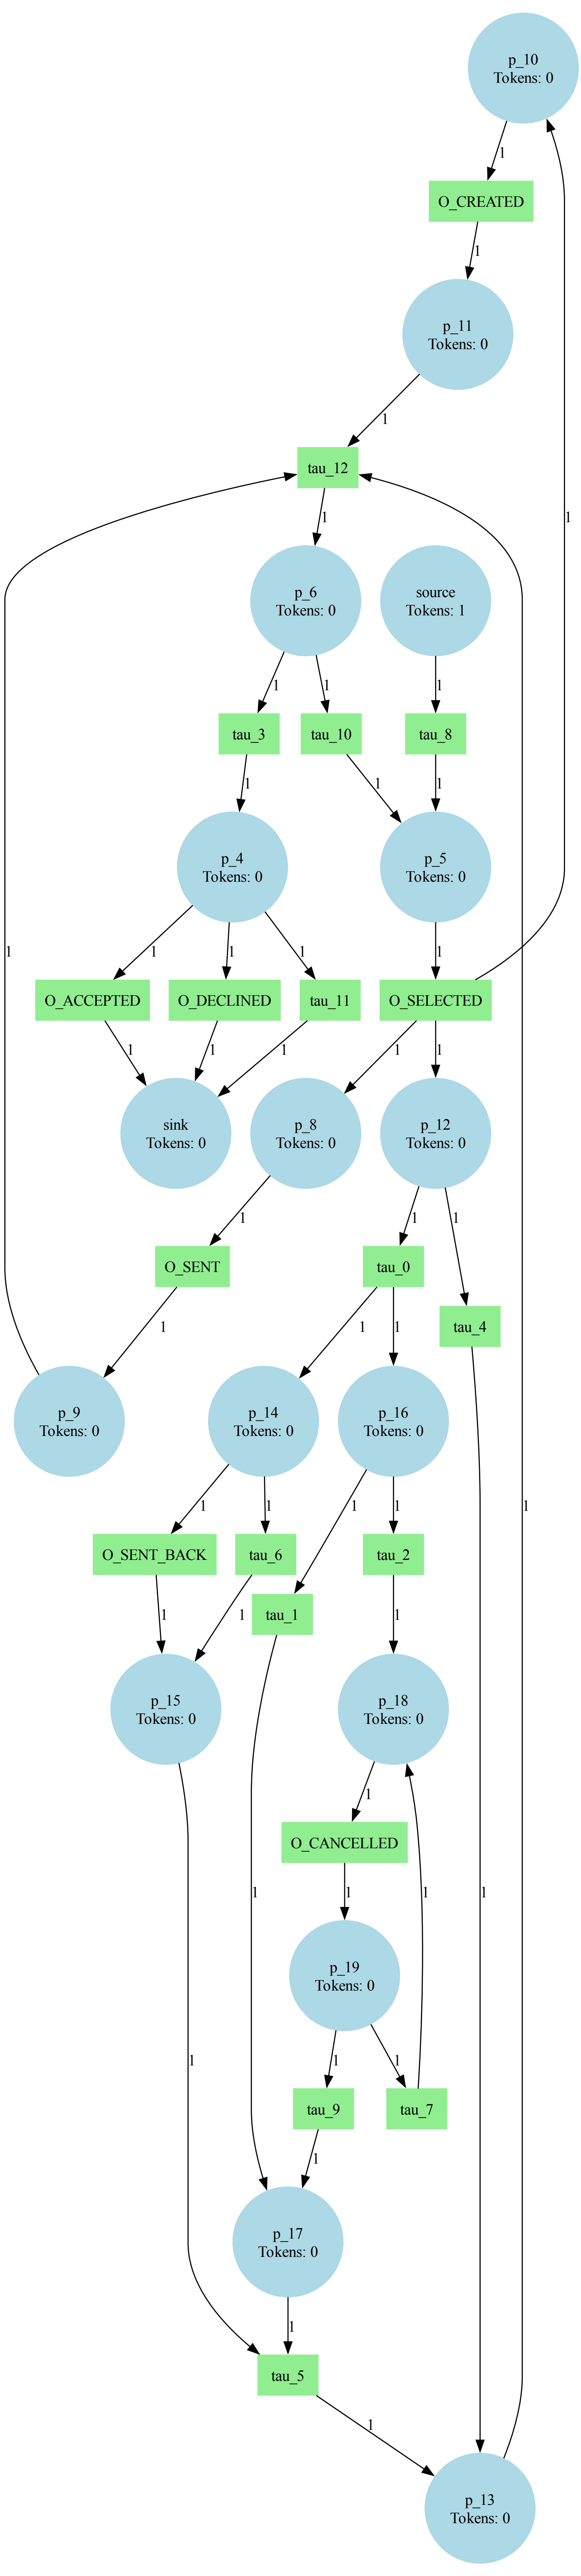 p_10
Tokens: 0
1
O_CREATED
1
p_11
Tokens: 0
1
tau_12
1
1
p_6
Tokens: 0
source
Tokens: 1
1
1
1
tau_3
tau_10
tau_8
1
1
1
p_4
Tokens: 0
p_5
Tokens: 0
1
1
1
1
1
O_ACCEPTED
O_DECLINED
tau_11
O_SELECTED
1
1
1
1
1
sink
Tokens: 0
p_8
Tokens: 0
p_12
Tokens: 0
1
1
1
O_SENT
tau_0
tau_4
1
1
1
p_9
Tokens: 0
p_14
Tokens: 0
p_16
Tokens: 0
1
1
1
1
1
O_SENT_BACK
tau_6
tau_2
tau_1
1
1
1
p_15
Tokens: 0
p_18
Tokens: 0
1
O_CANCELLED
1
1
1
1
p_19
Tokens: 0
1
1
1
tau_9
tau_7
1
p_17
Tokens: 0
1
tau_5
1
p_13
Tokens: 0